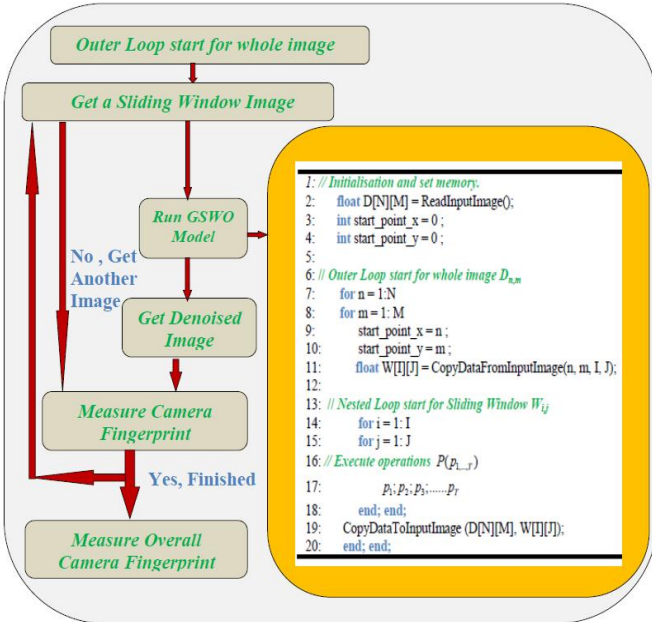 Outer Loop start for whole image
Get a Sliding Window Image
Run GSWO
Model
No , Get
Another
Image
Get Denoised
Image
Measure Camera
Fingerprint
Yes, Finished
Measure Overall
Camera Fingerprint
1: // Initialisation and set memory.
2: float D[N][M] = ReadInputImage();
3: int start_point_x = 0 ;
4: int start_point_y = 0 ;
5:
6: // Outer Loop start for whole image Dn,m
7: for n = 1:N
8: for m = 1: M
9: start_point_x = n ;
10: start_point_y = m ;
11: float W[I][J] = CopyDataFromInputImage(n, m, I, J);
12:
13: // Nested Loop start for Sliding Window Wi,j
14: for i = 1: I
15: for j = 1: J
16: // Execute operations P(p1,..,T)
17: p1; p2; p3;......pT
18: end; end;
19: CopyDataToInputImage (D[N][M], W[I][J]);
20: end; end;